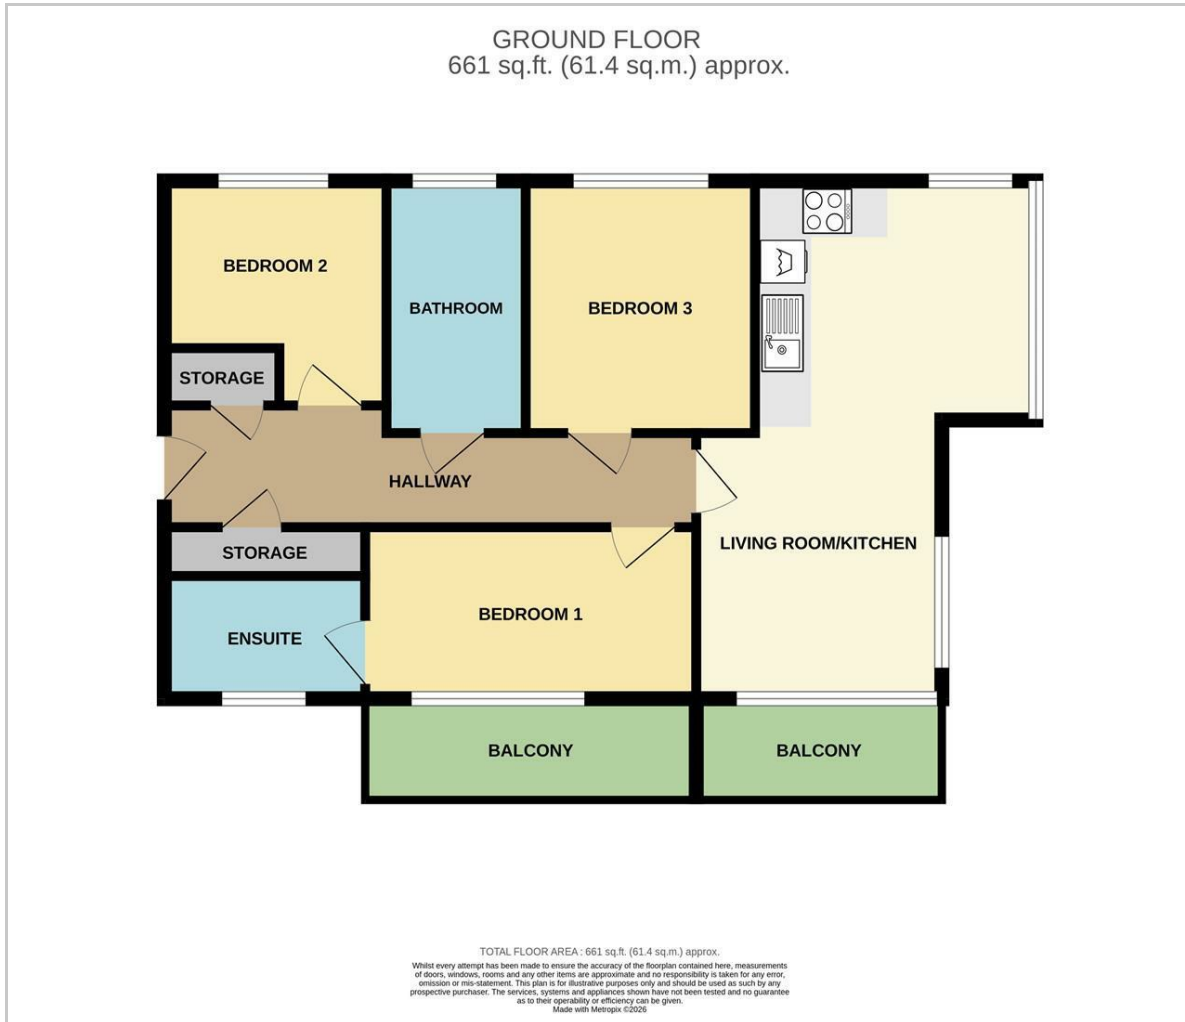 GROUND FLOOR
661 sq.ft. (61.4 sq.m.) approx.
BEDROOM 2
BATHROOM
BEDROOM 3
STORAGE
HALLWAY
STORAGE
LIVING ROOM/KITCHEN
ENSUITE
BEDROOM 1
BALCONY
BALCONY
TOTAL FLOOR AREA : 661 sq.ft. (61.4 sq.m.) approx.
Whilst every attempt has been made to ensure the accuracy of the floorplan contained here, measurements
of doors, windows, rooms and any other items are approximate and no responsibility is taken for any error,
omission or mis-statement. This plan is for illustrative purposes only and should be used as such by any
prospective purchaser. The services, systems and appliances shown have not been tested and no guarantee
as to their operability or efficiency can be given.
Made with Metropix ©2026